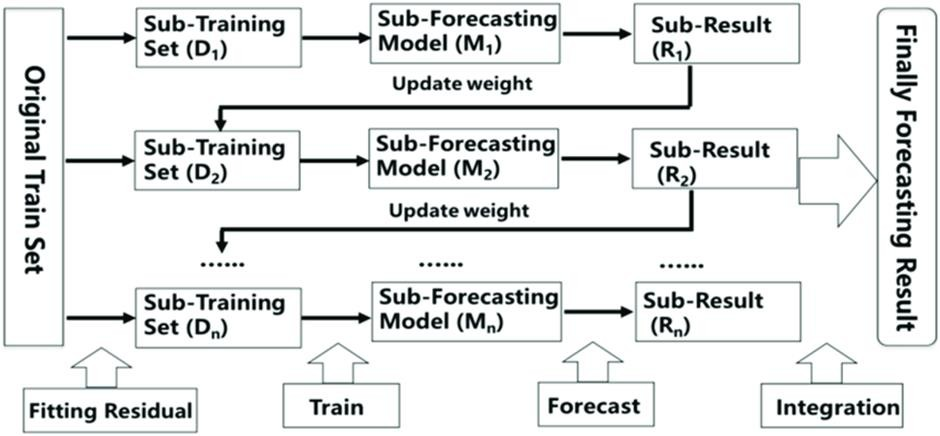 Original Train Set
Sub-Training
Set (D₁)
Sub-Forecasting
Model (M₁)
Sub-Result
(R₁)
Update weight
Sub-Training
Set (D₂)
Sub-Forecasting
Model (M₂)
Sub-Result
(R₂)
Update weight
......
......
......
Sub-Training
Set (Dₙ)
Sub-Forecasting
Model (Mₙ)
Sub-Result
(Rₙ)
Finally Forecasting Result
Fitting Residual
Train
Forecast
Integration